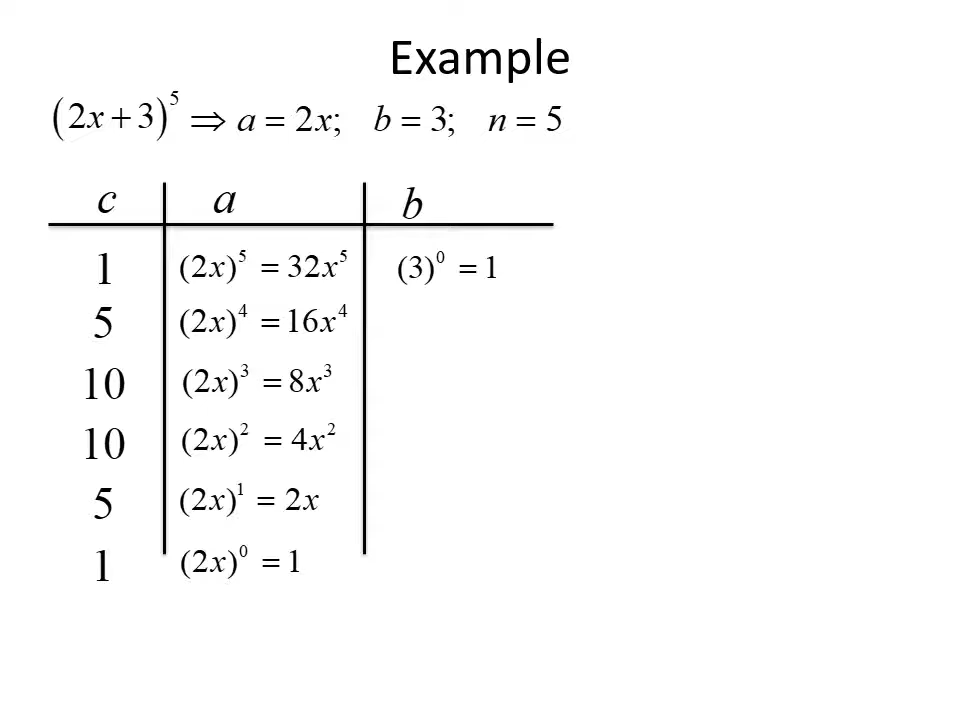 Example
(2x + 3)^5 ⇒ a = 2x; b = 3; n = 5
c a b
1 (2x)^5 = 32x^5 (3)^0 = 1
5 (2x)^4 = 16x^4
10 (2x)^3 = 8x^3
10 (2x)^2 = 4x^2
5 (2x)^1 = 2x
1 (2x)^0 = 1